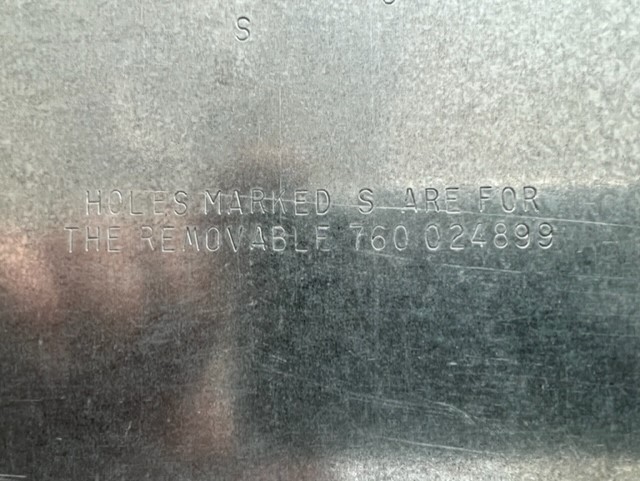 S
HOLES MARKED S ARE FOR
THE REMOVABLE 760 024899